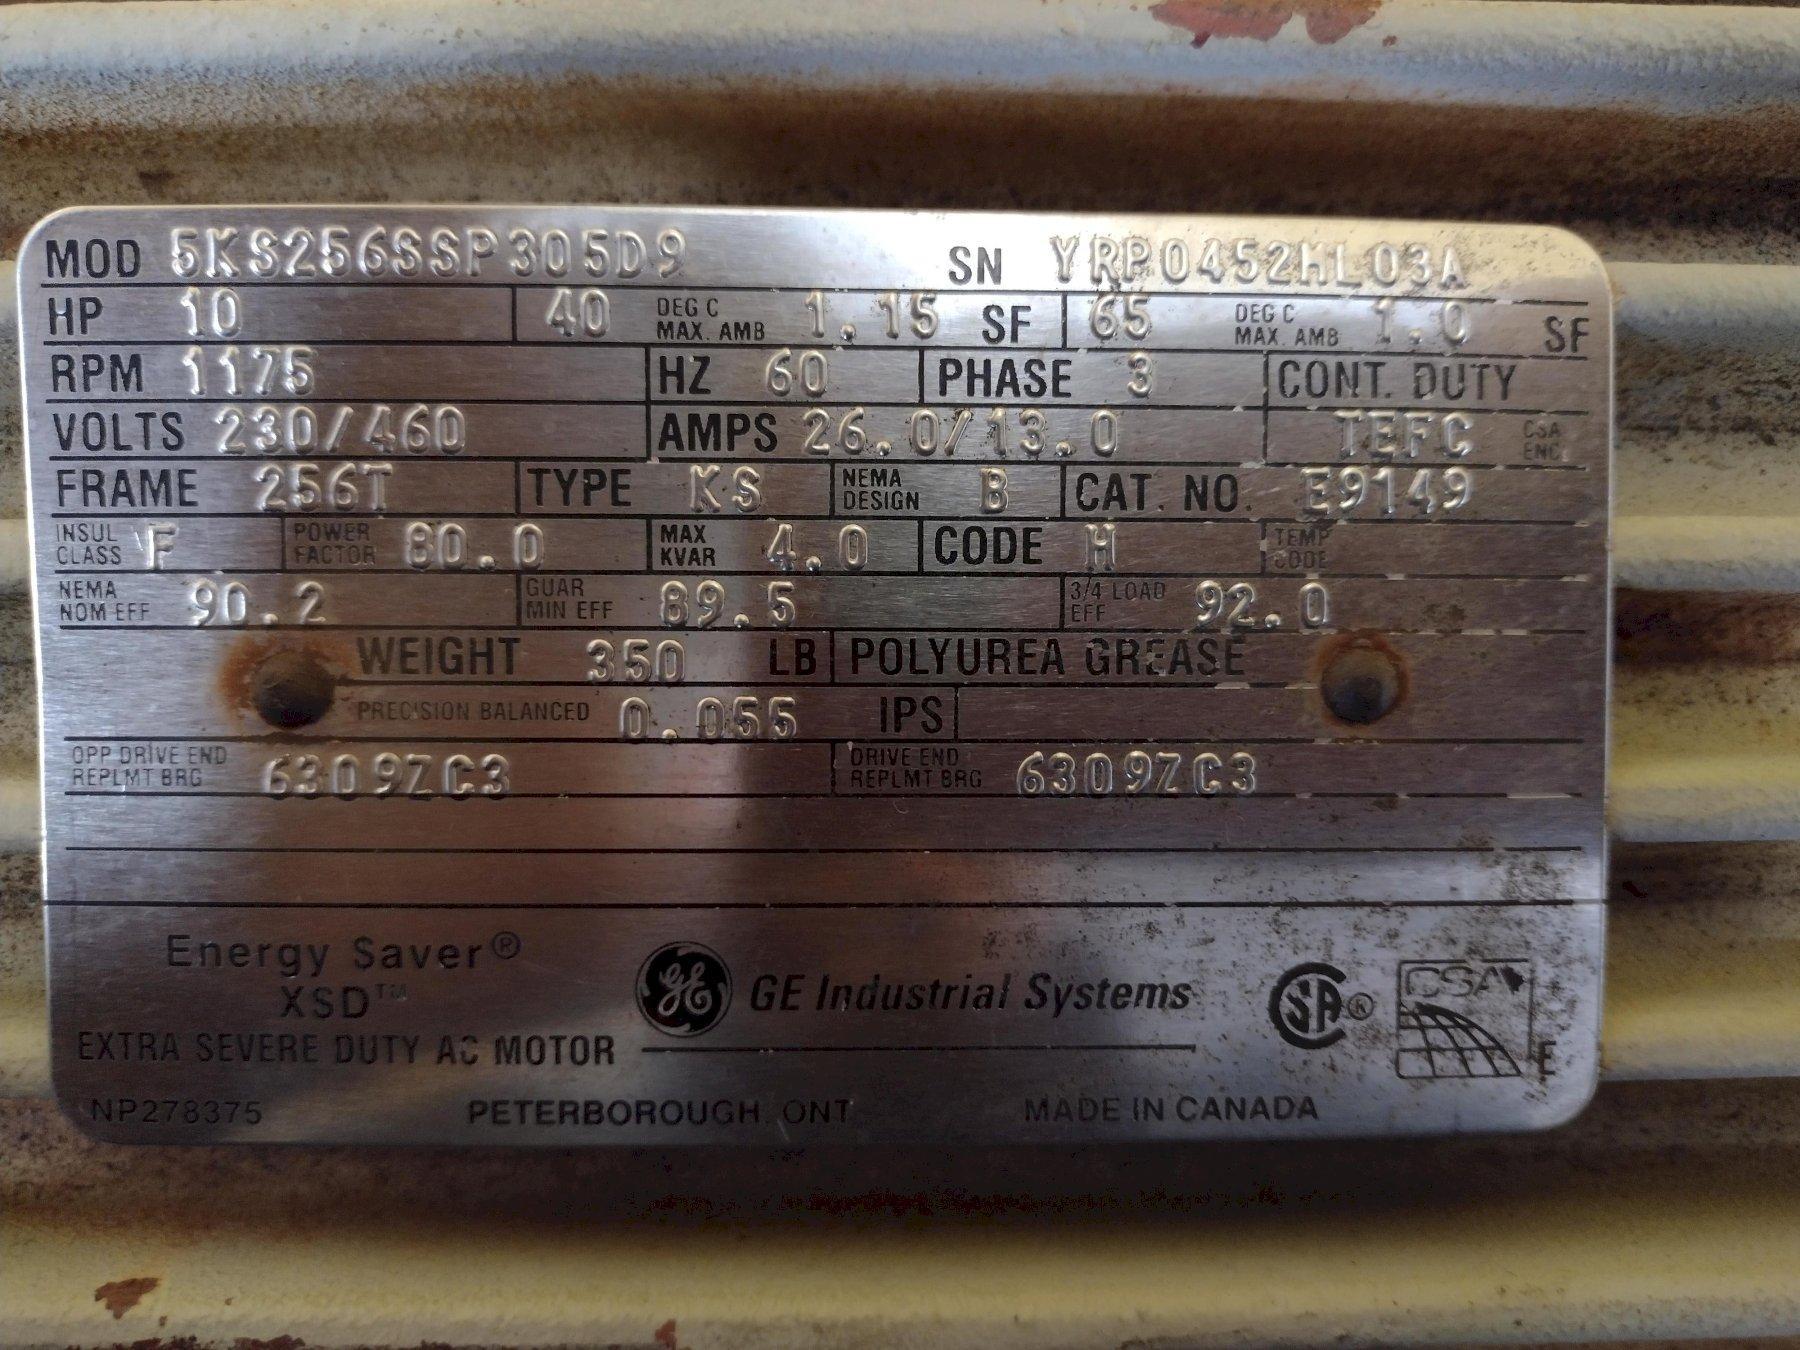 MOD 5KS256SSP305D9 SN YRP0452HL03A
HP 10 40 DEG C MAX. AMB 1.15 SF 65 DEG C MAX. AMB 1.0 SF
RPM 1175 HZ 60 PHASE 3 CONT. DUTY
VOLTS 230/460 AMPS 26.0/13.0 TEFC CSA ENC.
FRAME 256T TYPE KS NEMA DESIGN B CAT. NO. E9149
INSUL CLASS F POWER FACTOR 80.0 MAX KVAR 4.0 CODE H TEMP CODE
NEMA NOM EFF 90.2 GUAR MIN EFF 89.5 3/4 LOAD EFF 92.0
WEIGHT 350 LB POLYUREA GREASE
PRECISION BALANCED 0.055 IPS
OPP DRIVE END REPLMT BRG 6309ZC3 DRIVE END REPLMT BRG 6309ZC3
Energy Saver®
XSD™
GE GE Industrial Systems
SA® CSA E
EXTRA SEVERE DUTY AC MOTOR
NP278375 PETERBOROUGH, ONT MADE IN CANADA